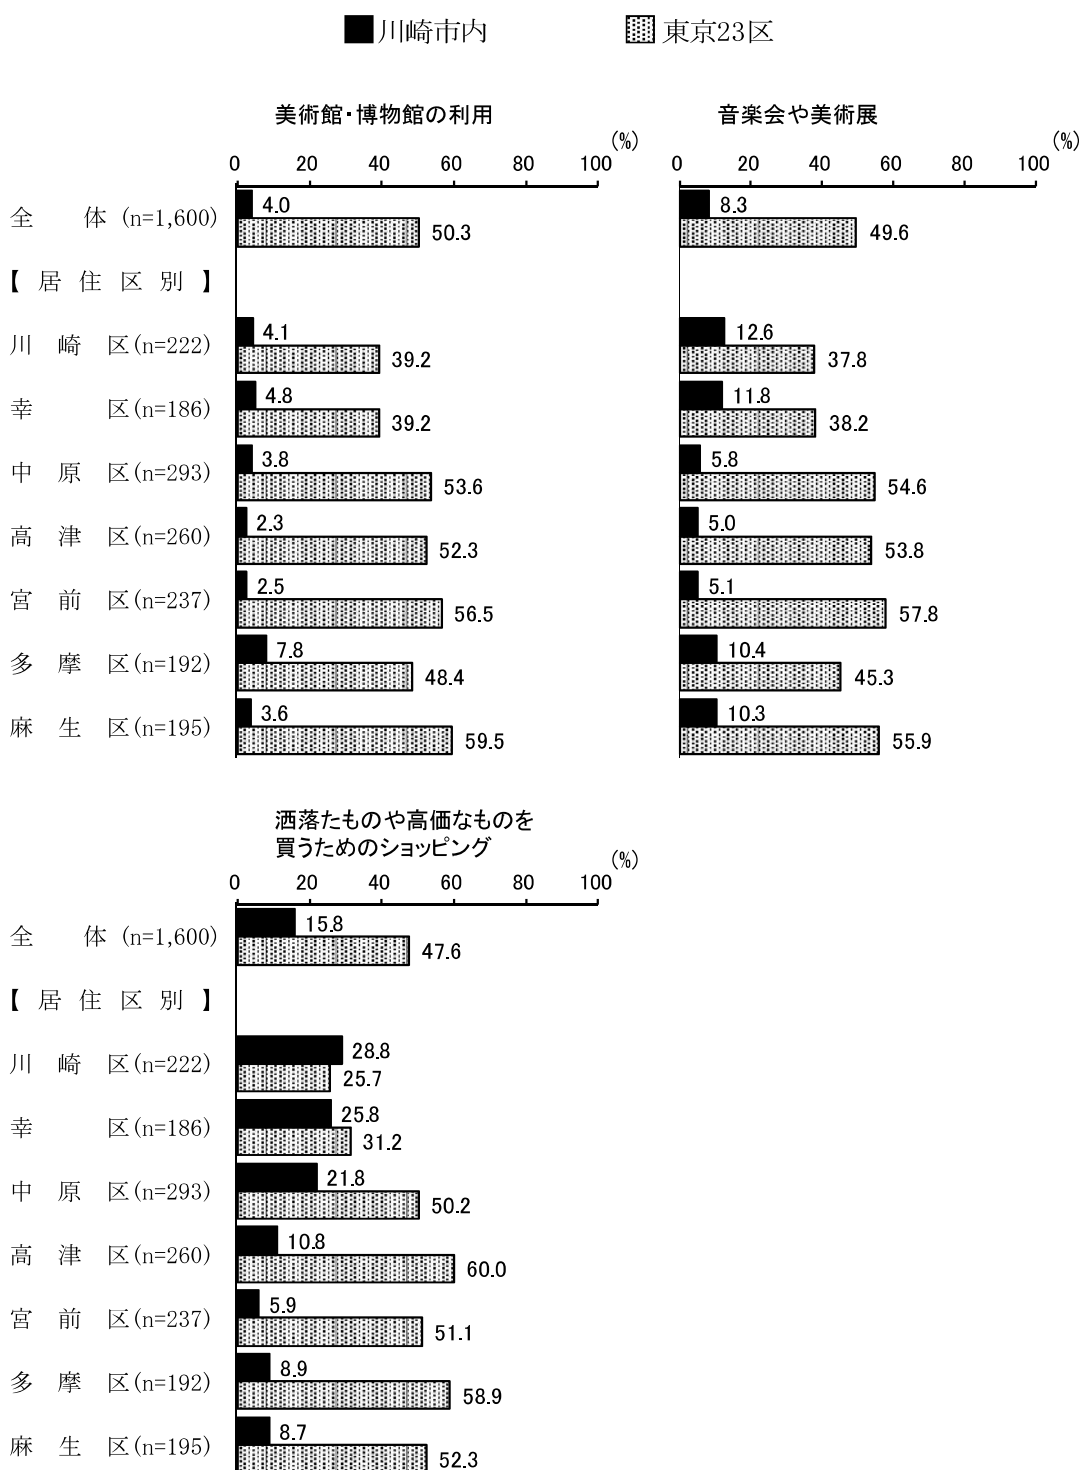 川崎市内 東京23区
美術館・博物館の利用 音楽会や美術展
(%) (%)
0 20 40 60 80 100 0 20 40 60 80 100
全体 (n=1,600) 4.0 8.3
50.3 49.6
【居住区別】
川崎区(n=222) 4.1 12.6
39.2 37.8
幸区(n=186) 4.8 11.8
39.2 38.2
中原区(n=293) 3.8 5.8
53.6 54.6
高津区(n=260) 2.3 5.0
52.3 53.8
宮前区(n=237) 2.5 5.1
56.5 57.8
多摩区(n=192) 7.8 10.4
48.4 45.3
麻生区(n=195) 3.6 10.3
59.5 55.9
洒落たものや高価なものを
買うためのショッピング
(%)
0 20 40 60 80 100
全体 (n=1,600) 15.8
47.6
【居住区別】
川崎区(n=222) 28.8
25.7
幸区(n=186) 25.8
31.2
中原区(n=293) 21.8
50.2
高津区(n=260) 10.8
60.0
宮前区(n=237) 5.9
51.1
多摩区(n=192) 8.9
58.9
麻生区(n=195) 8.7
52.3